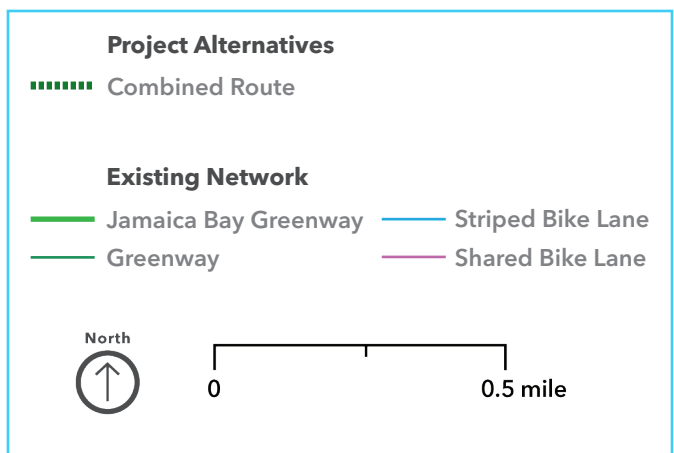 Project Alternatives
Combined Route
Existing Network
Jamaica Bay Greenway
Striped Bike Lane
Greenway
Shared Bike Lane
North
0
0.5 mile